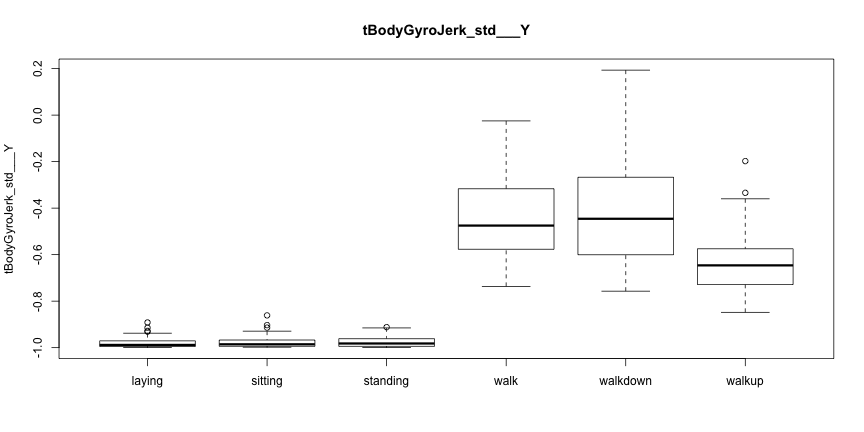 tBodyGyroJerk_std___Y
tBodyGyroJerk_std___Y
0.2
0.0
-0.2
-0.4
-0.6
-0.8
-1.0
laying sitting standing walk walkdown walkup